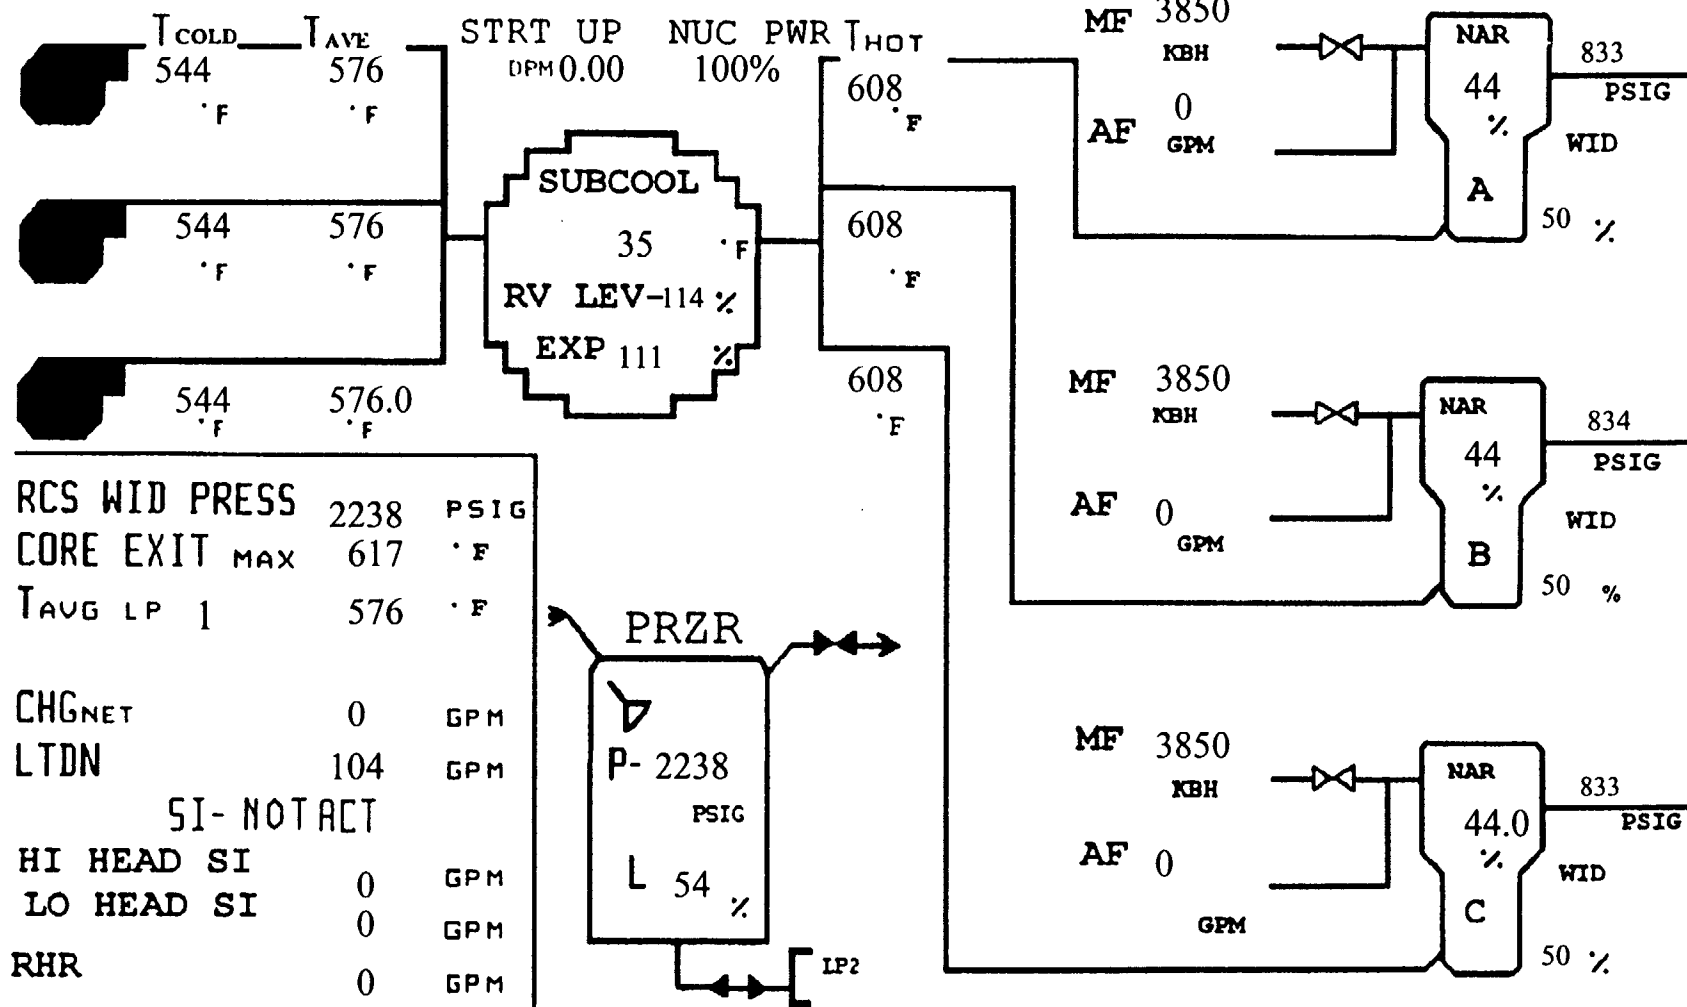 TCOLD TAVE STRT UP NUC PWR THOT
544 576 DPM 0.00 100% 608
°F °F °F
SUBCOOL
544 576 35 °F 608
°F °F °F
RV LEV-114 %
EXP 111 %
544 576.0 608
°F °F °F
MF 3850 NAR 833
KBH 44 PSIG
AF 0 % WID
GPM
A
50 %
MF 3850 NAR 834
KBH 44 PSIG
AF 0 % WID
GPM
B
50 %
MF 3850 NAR 833
KBH 44.0 PSIG
AF 0 % WID
GPM C
50 %
RCS WID PRESS 2238 PSIG
CORE EXIT MAX 617 °F
TAVG LP 1 576 °F
CHGNET 0 GPM
LTDN 104 GPM
SI- NOT ACT
HI HEAD SI 0 GPM
LO HEAD SI 0 GPM
RHR 0 GPM
PRZR
P- 2238
PSIG
L 54
%
LP2